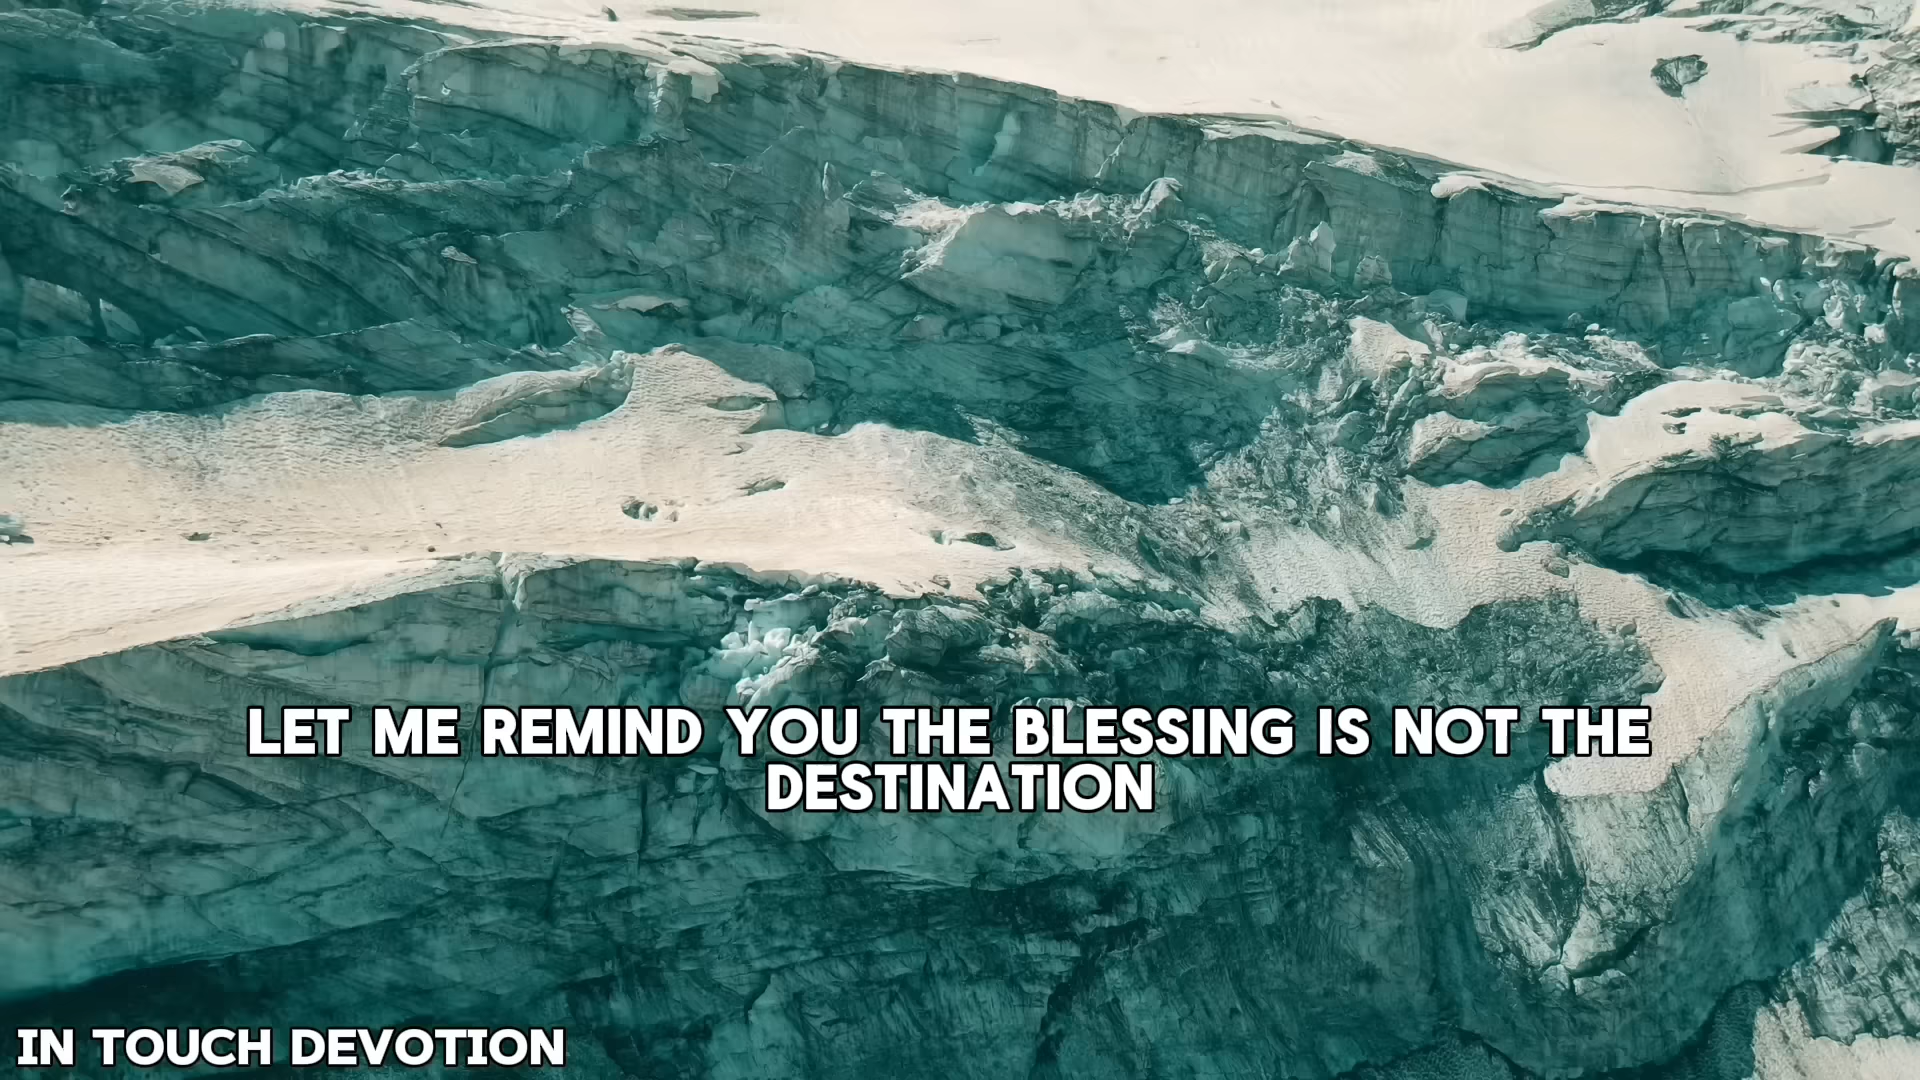 LET ME REMIND YOU THE BLESSING IS NOT THE
DESTINATION
IN TOUCH DEVOTION